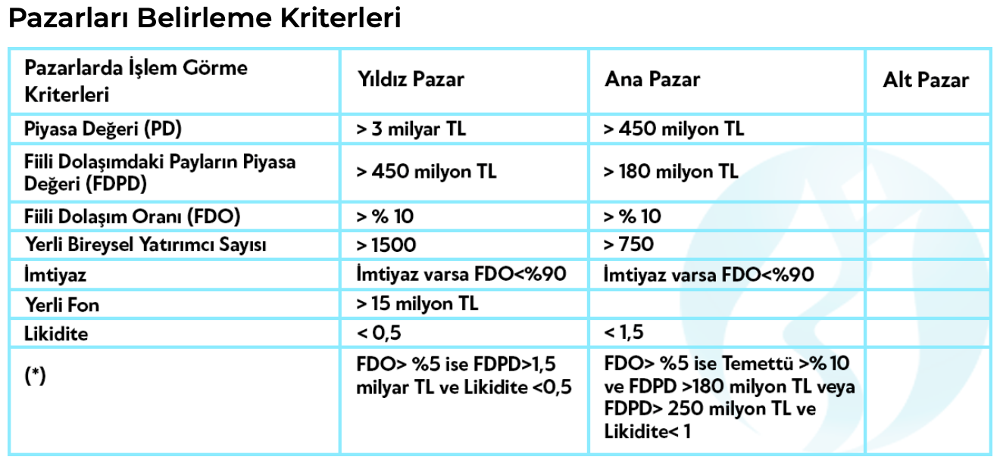 Pazarları Belirleme Kriterleri
Pazarlarda İşlem Görme
Kriterleri
Yıldız Pazar
Ana Pazar
Alt Pazar
Piyasa Değeri (PD)
> 3 milyar TL
> 450 milyon TL
Fiili Dolaşımdaki Payların Piyasa
Değeri (FDPD)
> 450 milyon TL
> 180 milyon TL
Fiili Dolaşım Oranı (FDO)
> % 10
> % 10
Yerli Bireysel Yatırımcı Sayısı
> 1500
> 750
İmtiyaz
İmtiyaz varsa FDO<%90
İmtiyaz varsa FDO<%90
Yerli Fon
> 15 milyon TL
Likidite
< 0,5
< 1,5
(*)
FDO> %5 ise FDPD>1,5
milyar TL ve Likidite <0,5
FDO> %5 ise Temettü >% 10
ve FDPD >180 milyon TL veya
FDPD> 250 milyon TL ve
Likidite< 1